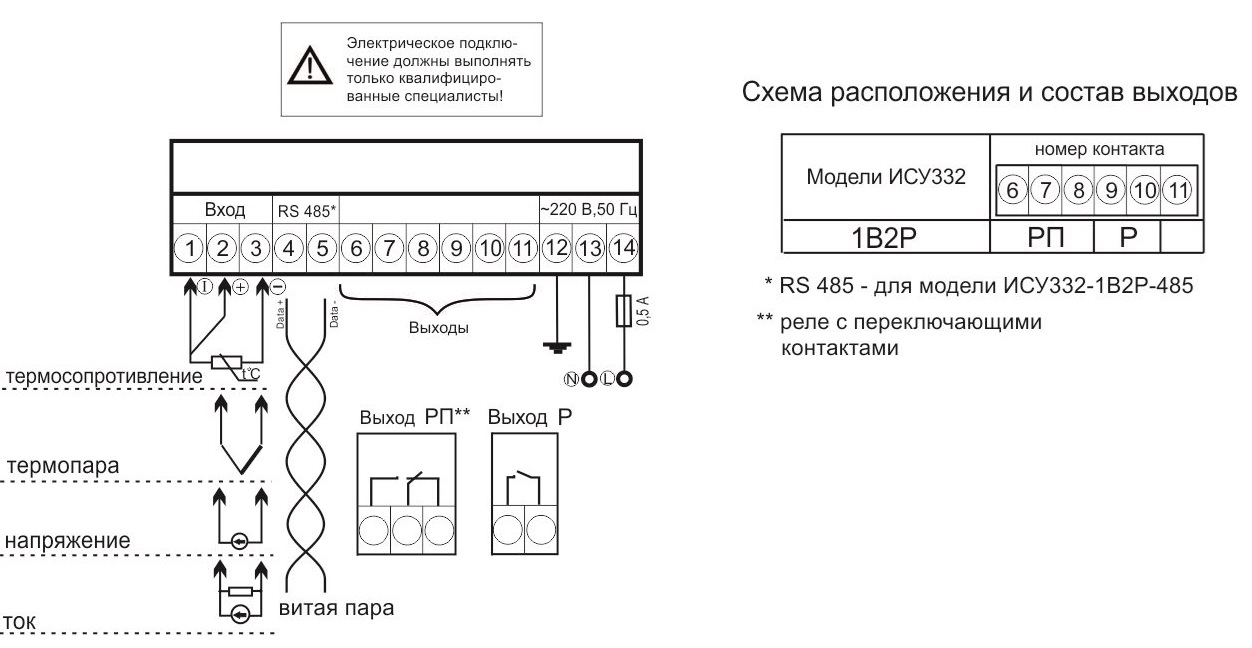 Электрическое подклю-
чение должны выполнять
только квалифициро-
ванные специалисты!
Схема расположения и состав выходов
Модели ИСУ332
номер контакта
6 7 8 9 10 11
1В2Р РП Р
* RS 485 - для модели ИСУ332-1В2Р-485
** реле с переключающими
контактами
Вход RS 485* ~220 В,50 Гц
1 2 3 4 5 6 7 8 9 10 11 12 13 14
I + −
Data +
Data -
Выходы
0,5 А
N L
t°C
термосопротивление
термопара
напряжение
ток
витая пара
Выход РП** Выход Р